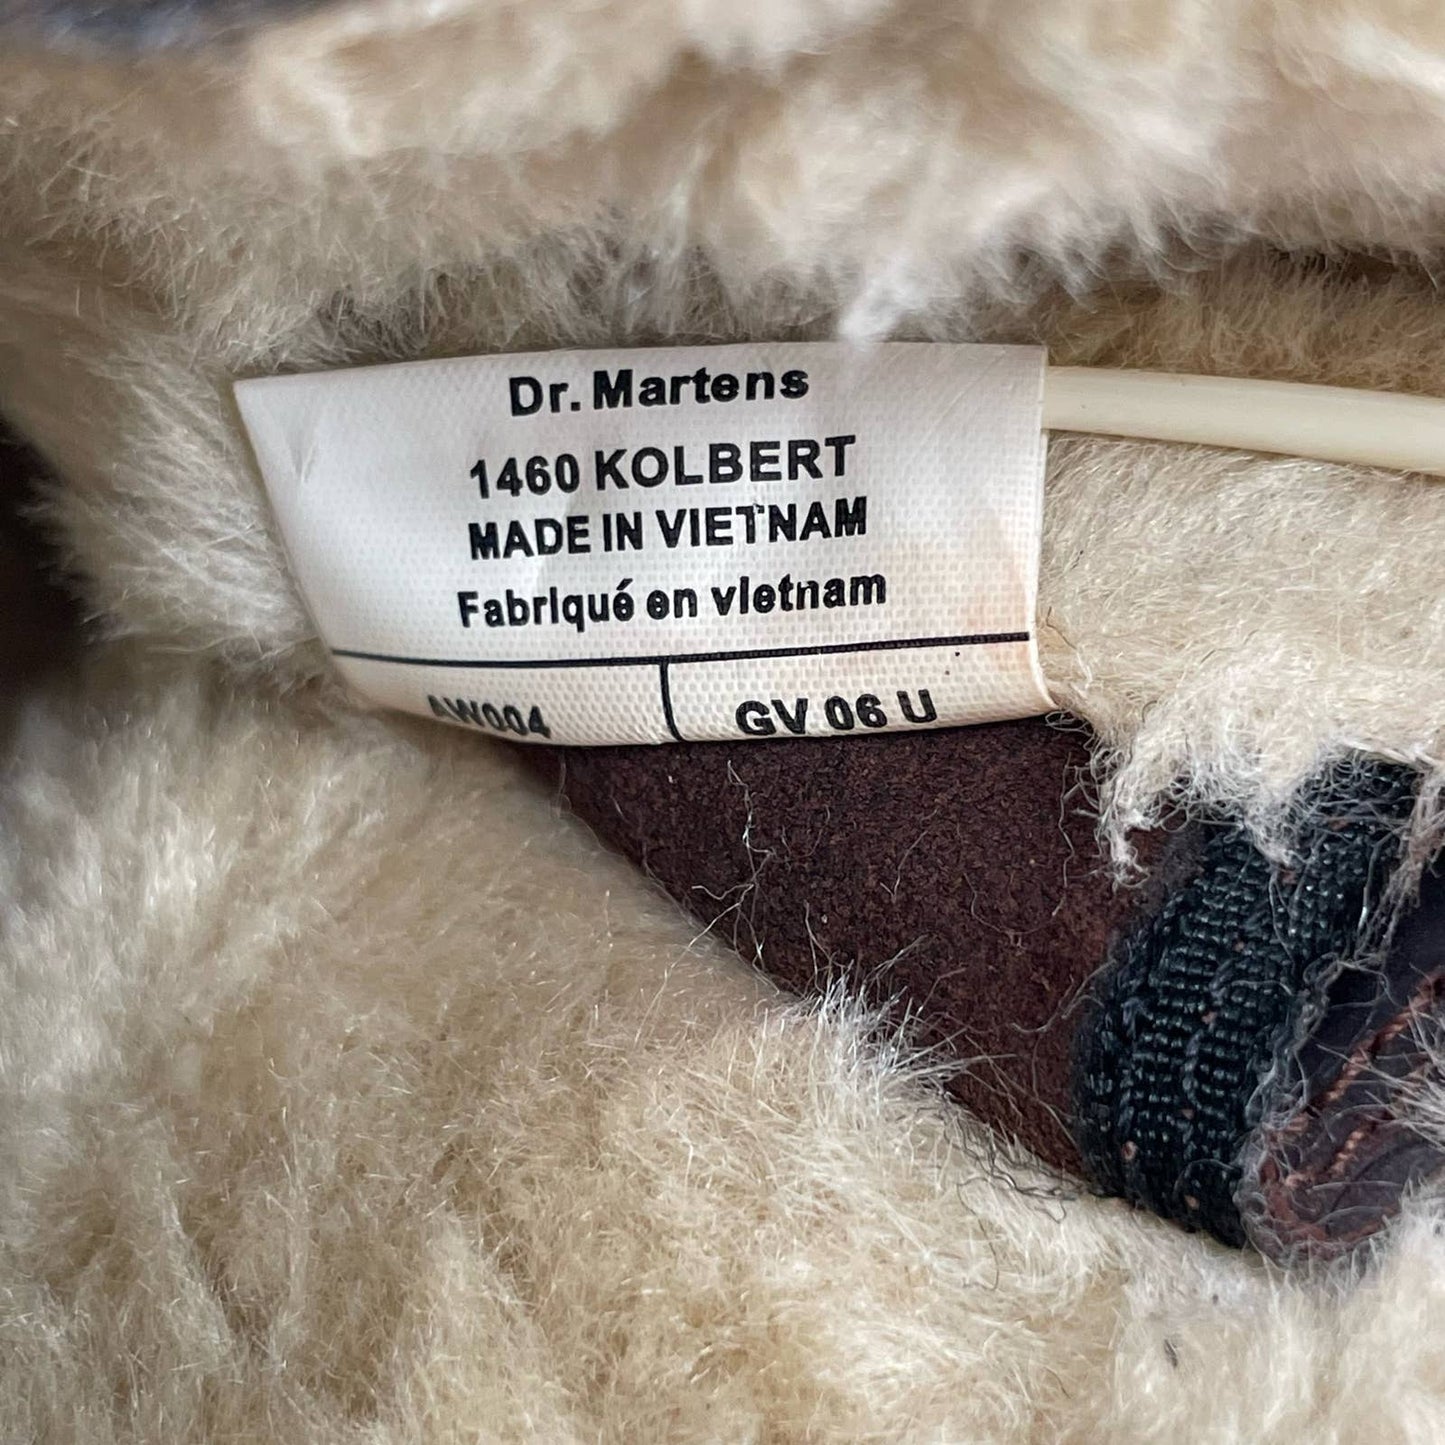 Dr. Martens
1460 KOLBERT
MADE IN VIETNAM
Fabriqué en vietnam
AW004
GV 06 U